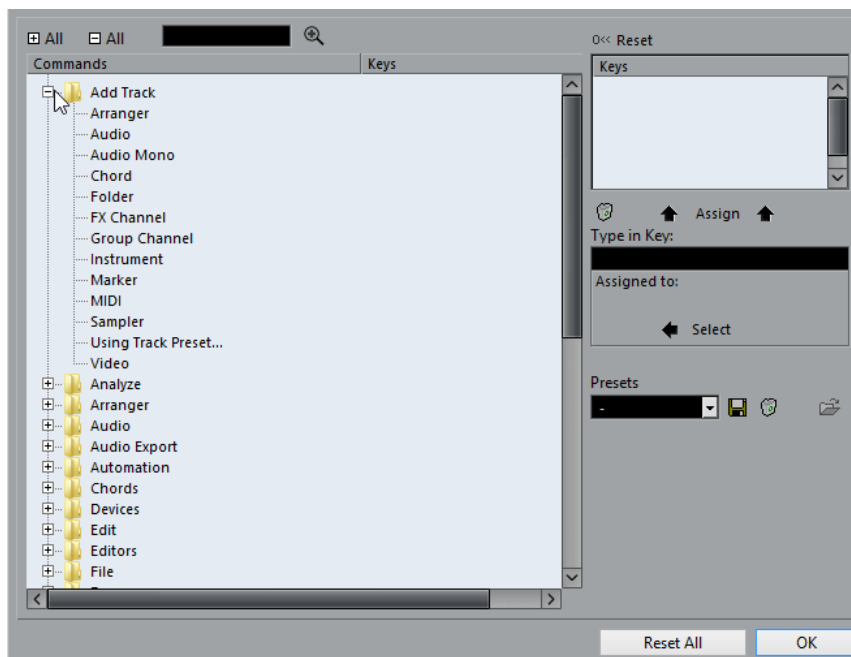 All All
0<< Reset
Commands Keys
Keys
Add Track
Arranger
Audio
Audio Mono
Chord
Folder
FX Channel
Group Channel
Instrument
Marker
MIDI
Sampler
Using Track Preset...
Video
Analyze
Arranger
Audio
Audio Export
Automation
Chords
Devices
Edit
Editors
File
Assign
Type in Key:
Assigned to:
Select
Presets
-
Reset All OK